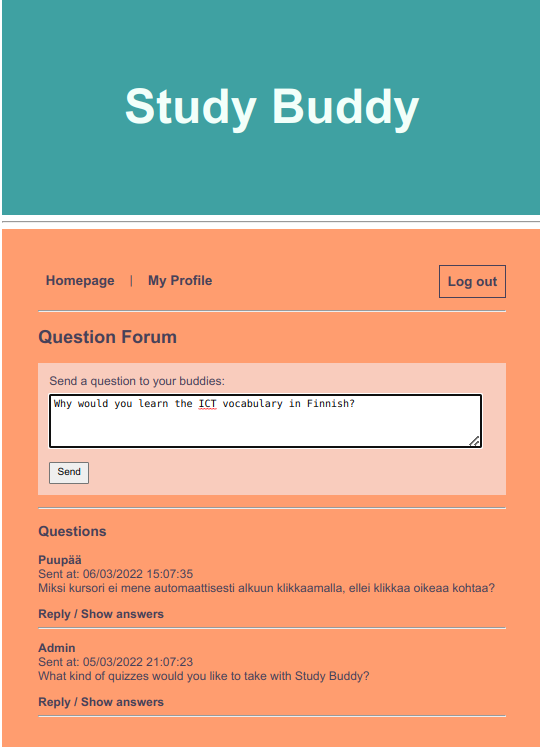 Study Buddy
Homepage | My Profile Log out
Question Forum
Send a question to your buddies:
Why would you learn the ICT vocabulary in Finnish?
Send
Questions
Puupää
Sent at: 06/03/2022 15:07:35
Miksi kursori ei mene automaattisesti alkuun klikkaamalla, ellei klikkaa oikeaa kohtaa?
Reply / Show answers
Admin
Sent at: 05/03/2022 21:07:23
What kind of quizzes would you like to take with Study Buddy?
Reply / Show answers